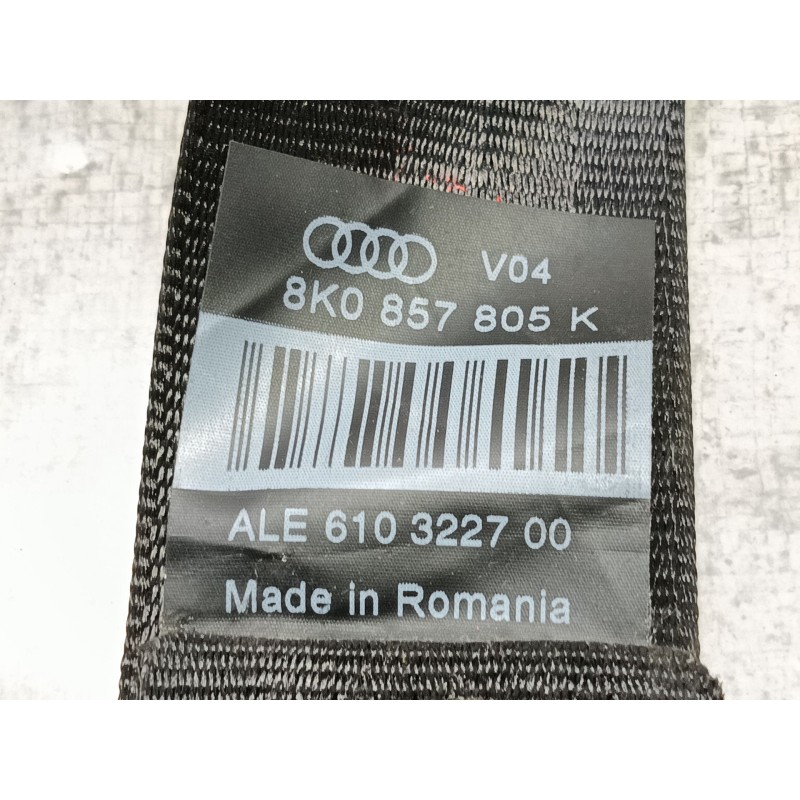 V04
8K0 857 805 K
ALE 610 3227 00
Made in Romania